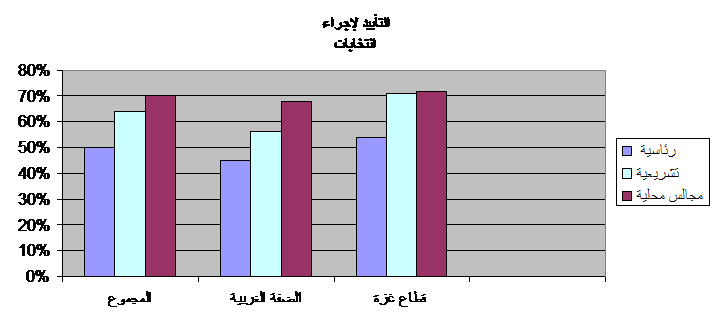 التأييد لإجراء
انتخابات
80%
70%
60%
50%
40%
30%
20%
10%
0%
المجموع
الضفة الغربية
قطاع غزة
رئاسية
تشريعية
مجالس محلية